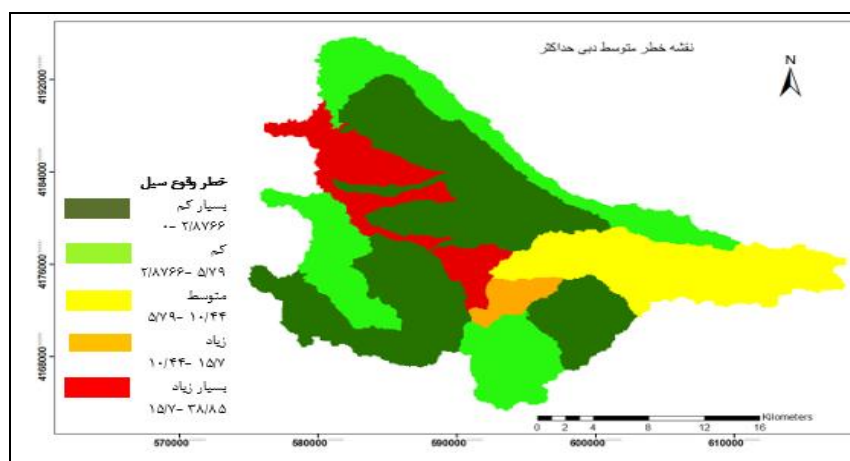 نقشه خطر متوسط دبی حداکثر
N
4192000
4184000
4176000
4168000
خطر وقوع سیل
بسیار کم
۰- ۲/۸۷۶۶
کم
۲/۸۷۶۶- ۵/۷۹
متوسط
۵/۷۹- ۱۰/۴۴
زیاد
۱۰/۴۴- ۱۵/۷
بسیار زیاد
۱۵/۷- ۳۸/۸۵
Kilometers
0 2 4 8 12 16
570000 580000 590000 600000 610000